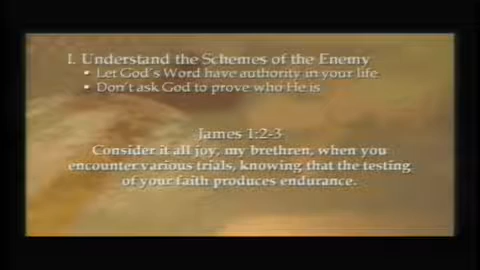 I. Understand the Schemes of the Enemy
• Let God's Word have authority in your life
• Don't ask God to prove who He is
James 1:2-3
Consider it all joy, my brethren, when you
encounter various trials, knowing that the testing
of your faith produces endurance.